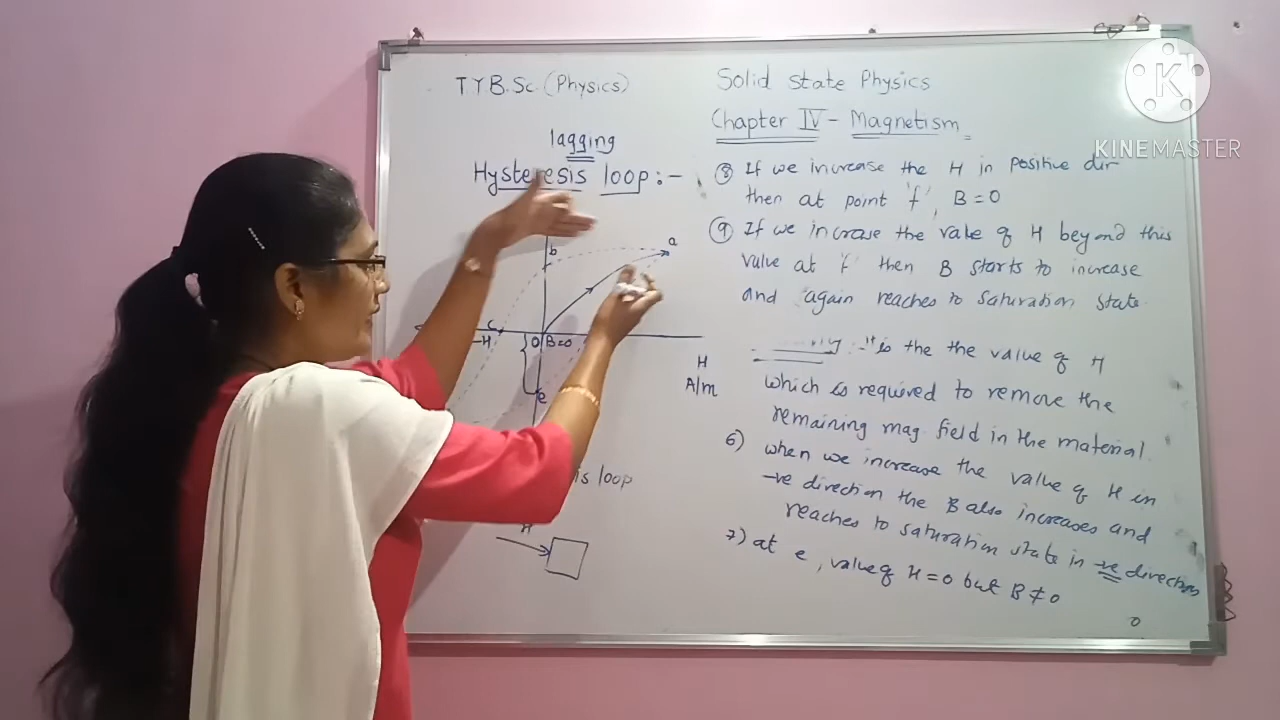 T.Y B.Sc. (Physics)
Solid State Physics
Chapter IV - Magnetism
lagging
Hysteresis loop :-
⑧ If we increase the H in positive dir
then at point 'f', B = 0
⑨ If we incrase the value of H beyond this
value at 'f' then B starts to increase
and again reaches to saturation state
is the the value of H
which is required to remove the
remaining mag. field in the material.
6) when we increase the value of H in
-ve direction the B also increases and
reaches to saturation state in -ve direction
7) at e, value of H = 0 but B ≠ 0
b
a
c
-H
O
B=0
H
A/m
e
is loop
H
0
K
KINEMASTER